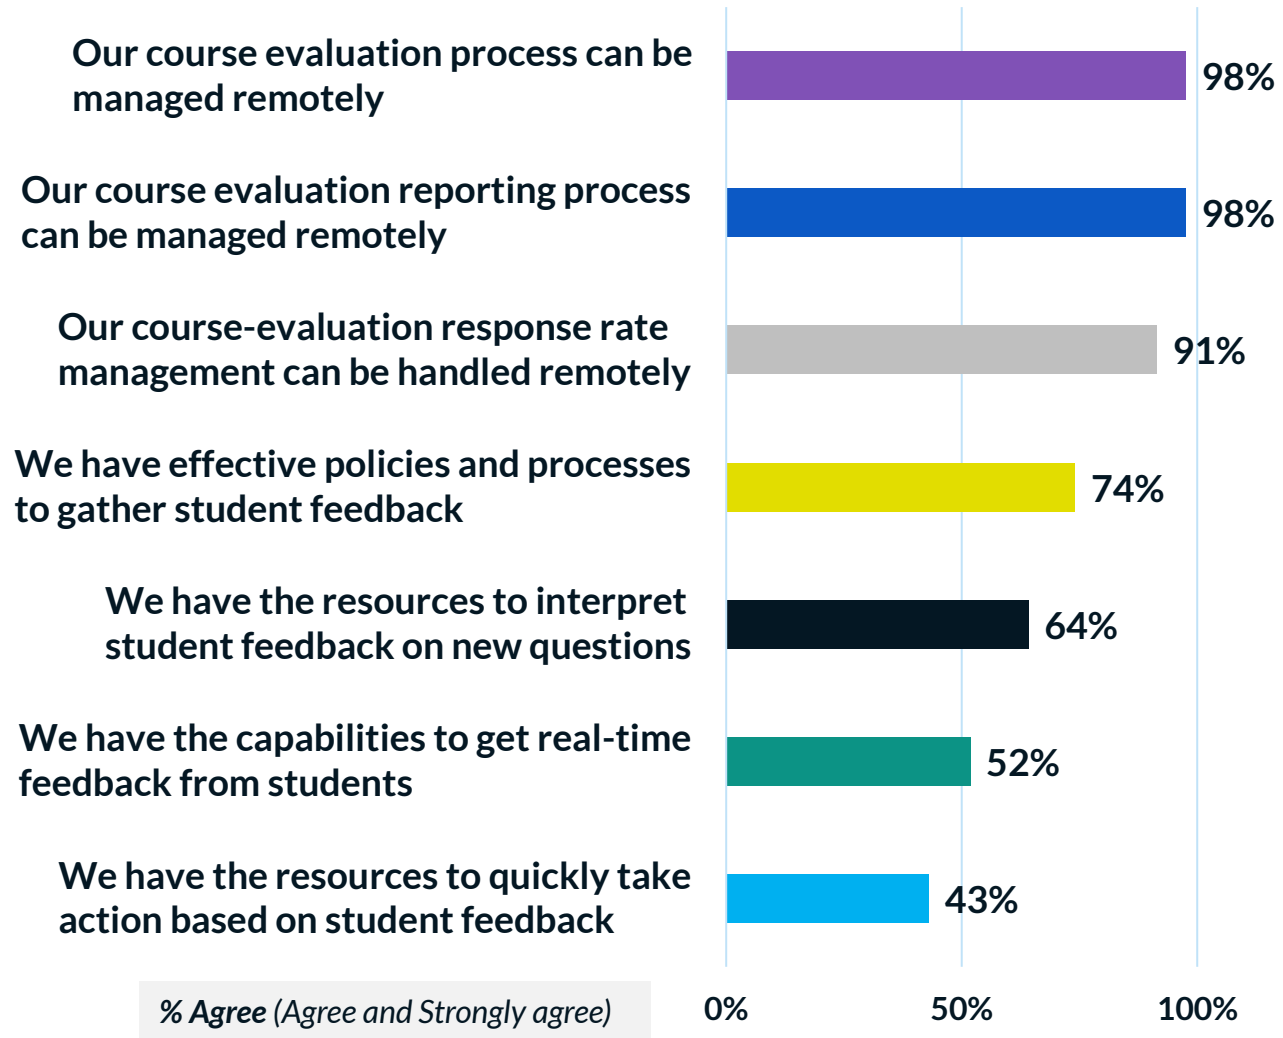 Our course evaluation process can be
managed remotely
98%
Our course evaluation reporting process
can be managed remotely
98%
Our course-evaluation response rate
management can be handled remotely
91%
We have effective policies and processes
to gather student feedback
74%
We have the resources to interpret
student feedback on new questions
64%
We have the capabilities to get real-time
feedback from students
52%
We have the resources to quickly take
action based on student feedback
43%
% Agree (Agree and Strongly agree)
0% 50% 100%